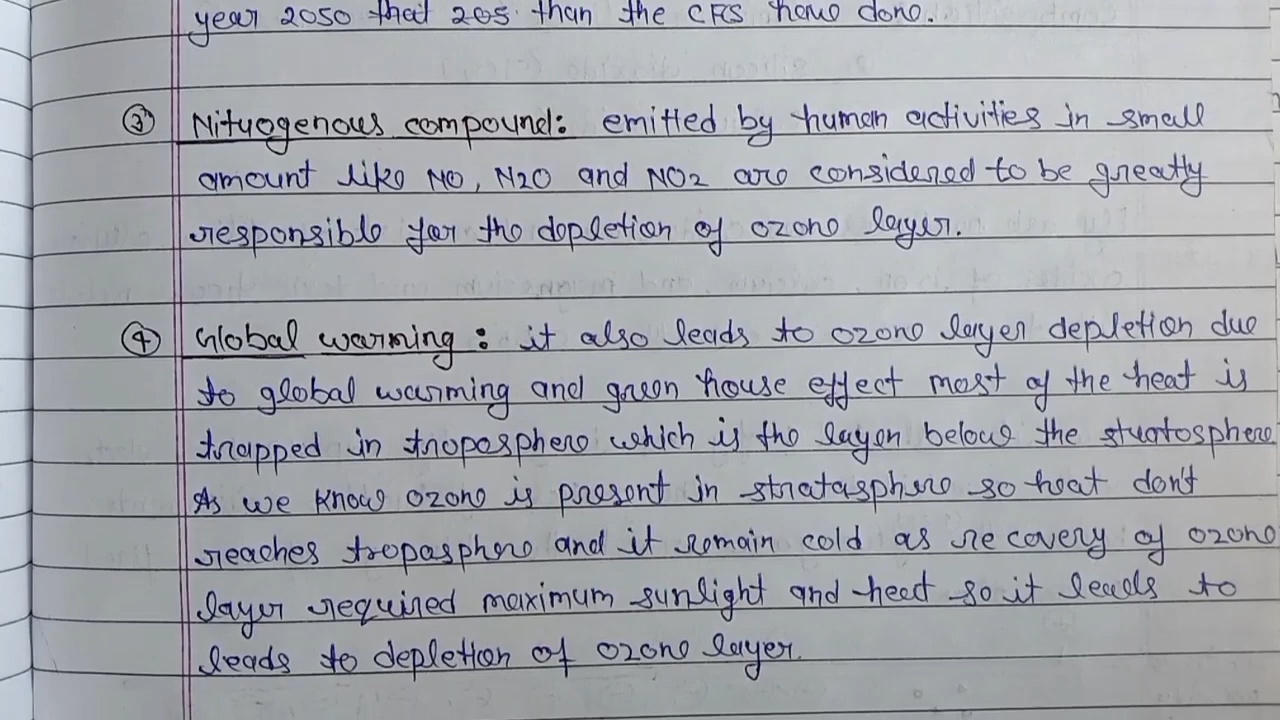 year 2050 that 205 than the CFCS have done.
③ Nitrogenous compound: emitted by human activities in small
amount like NO, N2O and NO2 are considered to be greatly
responsible for the depletion of ozone layer.
④ Global warming: it also leads to ozone layer depletion due
to global warming and green house effect most of the heat is
trapped in troposphere which is the layer below the stratosphere
As we know ozone is present in stratasphere so heat don't
reaches tropasphere and it remain cold as recovery of ozone
layer required maximum sunlight and heat so it leads to
leads to depletion of ozone layer.